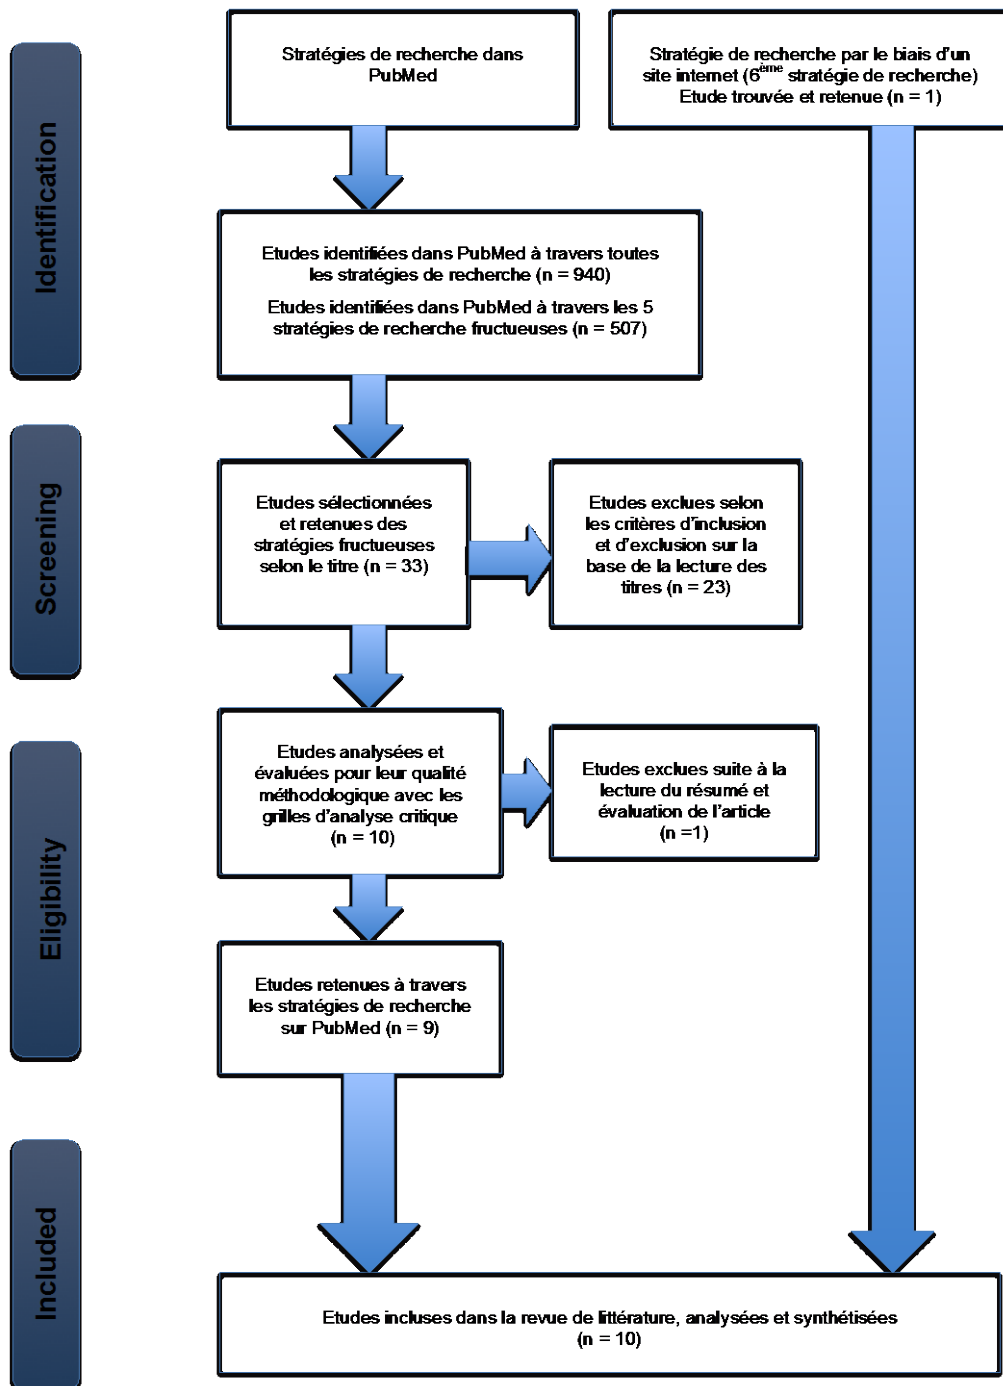 Identification
Stratégies de recherche dans
PubMed
Stratégie de recherche par le biais d'un
site internet (6ème stratégie de recherche)
Etude trouvée et retenue (n = 1)
Etudes identifiées dans PubMed à travers toutes
les stratégies de recherche (n = 940)
Etudes identifiées dans PubMed à travers les 5
stratégies de recherche fructueuses (n = 507)
Screening
Etudes sélectionnées
et retenues des
stratégies fructueuses
selon le titre (n = 33)
Etudes exclues selon
les critères d'inclusion
et d'exclusion sur la
base de la lecture des
titres (n = 23)
Eligibility
Etudes analysées et
évaluées pour leur qualité
méthodologique avec les
grilles d'analyse critique
(n = 10)
Etudes exclues suite à la
lecture du résumé et
évaluation de l'article
(n =1)
Etudes retenues à travers
les stratégies de recherche
sur PubMed (n = 9)
Included
Etudes incluses dans la revue de littérature, analysées et synthétisées
(n = 10)